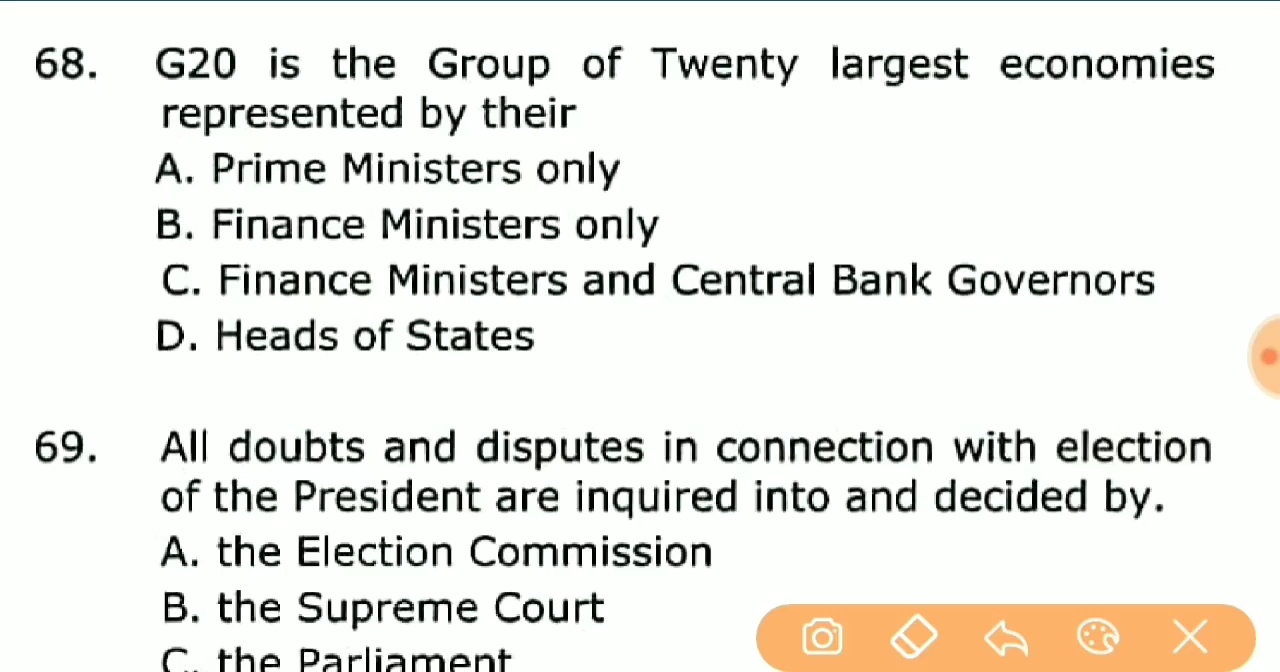 68. G20 is the Group of Twenty largest economies
represented by their
A. Prime Ministers only
B. Finance Ministers only
C. Finance Ministers and Central Bank Governors
D. Heads of States
69. All doubts and disputes in connection with election
of the President are inquired into and decided by.
A. the Election Commission
B. the Supreme Court
C. the Parliament